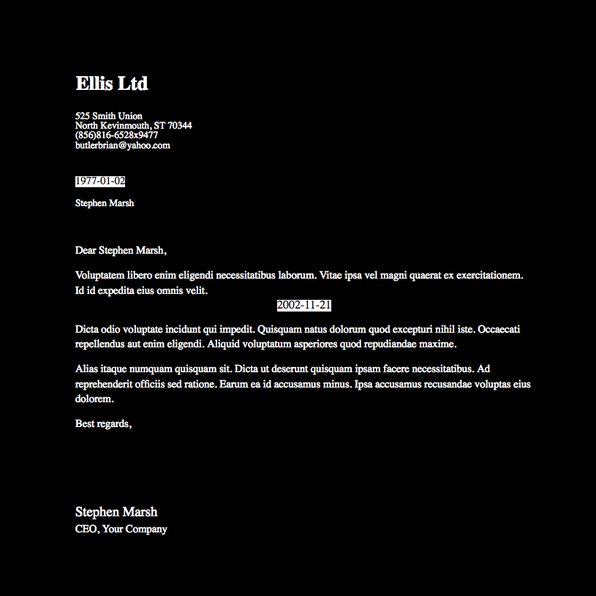 Ellis Ltd
525 Smith Union
North Kevinmouth, ST 70344
(856)816-6528x9477
butlerbrian@yahoo.com
1977-01-02
Stephen Marsh
Dear Stephen Marsh,
Voluptatem libero enim eligendi necessitatibus laborum. Vitae ipsa vel magni quaerat ex exercitationem.
Id id expedita eius omnis velit.
2002-11-21
Dicta odio voluptate incidunt qui impedit. Quisquam natus dolorum quod excepturi nihil iste. Occaecati
repellendus aut enim eligendi. Aliquid voluptatum asperiores quod repudiandae maxime.
Alias itaque numquam quisquam sit. Dicta ut deserunt quisquam ipsam facere necessitatibus. Ad
reprehenderit officiis sed ratione. Earum ea id accusamus minus. Ipsa accusamus recusandae voluptas eius
dolorem.
Best regards,
Stephen Marsh
CEO, Your Company